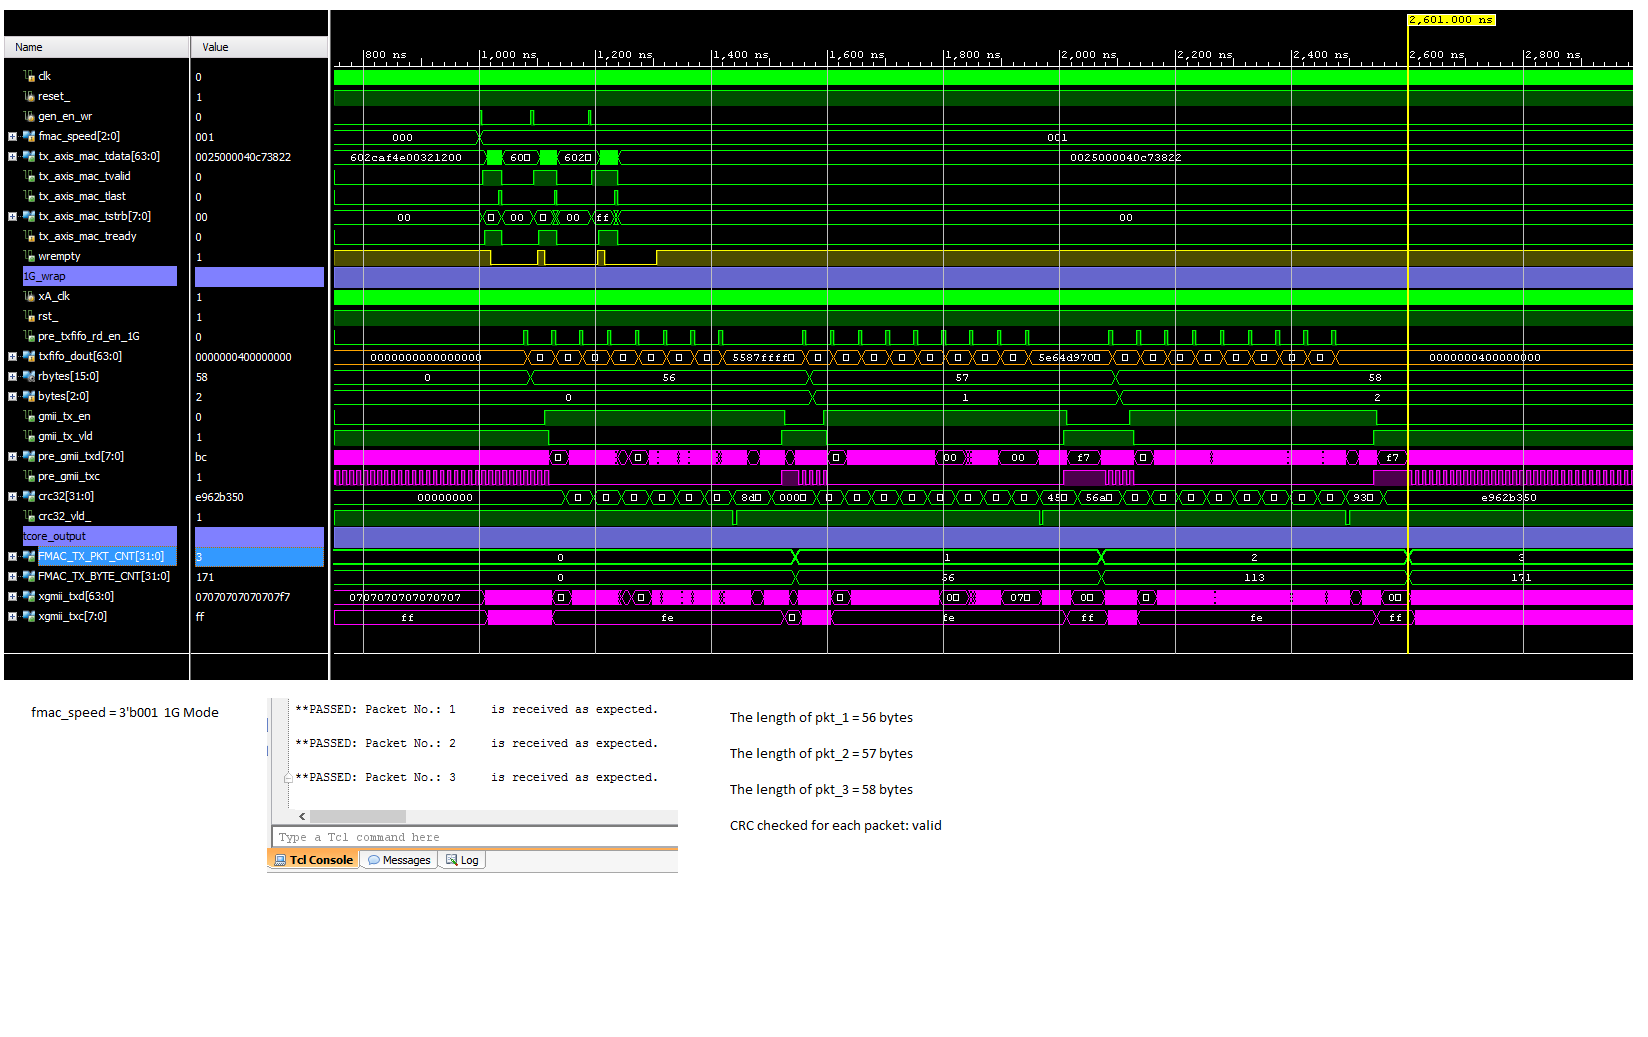 2,601.000 ns
Name Value
800 ns 1,000 ns 1,200 ns 1,400 ns 1,600 ns 1,800 ns 2,000 ns 2,200 ns 2,400 ns 2,600 ns 2,800 ns
clk 0
reset_ 1
gen_en_wr 0
fmac_speed[2:0] 001 000 001
tx_axis_mac_tdata[63:0] 0025000040c73822 602caf4e00321200 60 602 0025000040c73822
tx_axis_mac_tvalid 0
tx_axis_mac_tlast 0
tx_axis_mac_tstrb[7:0] 00 00 00 00 ff 00
tx_axis_mac_tready 0
wrempty 1
1G_wrap
xA_clk 1
rst_ 1
pre_txfifo_rd_en_1G 0
txfifo_dout[63:0] 0000000400000000 0000000000000000 5587ffff 5e64d970 0000000400000000
rbytes[15:0] 58 0 56 57 58
bytes[2:0] 2 0 1 2
gmii_tx_en 0
gmii_tx_vld 1
pre_gmii_txd[7:0] bc 00 00 f7 f7
pre_gmii_txc 1
crc32[31:0] e962b350 00000000 8d 000 45 56a 93 e962b350
crc32_vld_ 1
tcore_output
FMAC_TX_PKT_CNT[31:0] 3 0 1 2 3
FMAC_TX_BYTE_CNT[31:0] 171 0 56 113 171
xgmii_txd[63:0] 07070707070707f7 0707070707070707 00 070 00 00
xgmii_txc[7:0] ff ff fe fe ff fe ff
fmac_speed = 3'b001 1G Mode
**PASSED: Packet No.: 1 is received as expected.
**PASSED: Packet No.: 2 is received as expected.
**PASSED: Packet No.: 3 is received as expected.
Type a Tcl command here
Tcl Console Messages Log
The length of pkt_1 = 56 bytes
The length of pkt_2 = 57 bytes
The length of pkt_3 = 58 bytes
CRC checked for each packet: valid